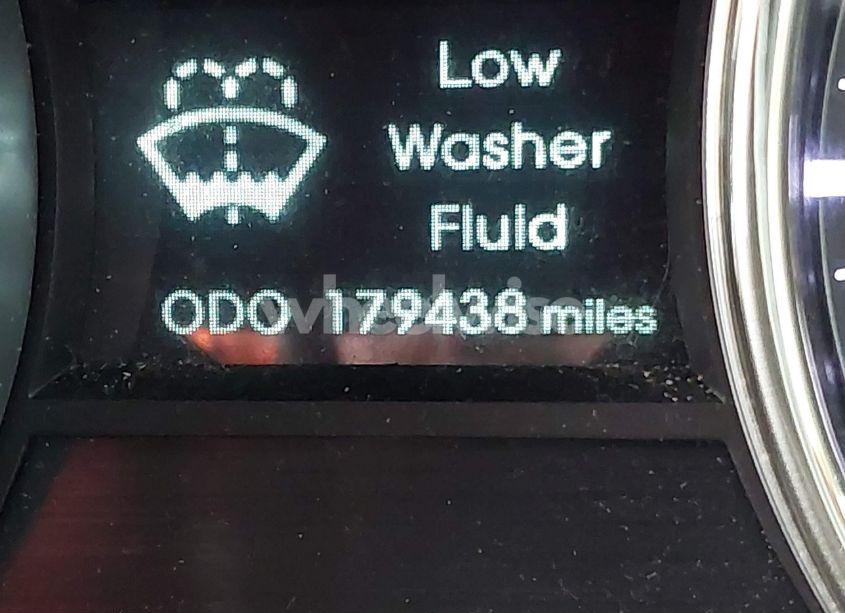 Low
Washer
Fluid
ODO 179438 miles